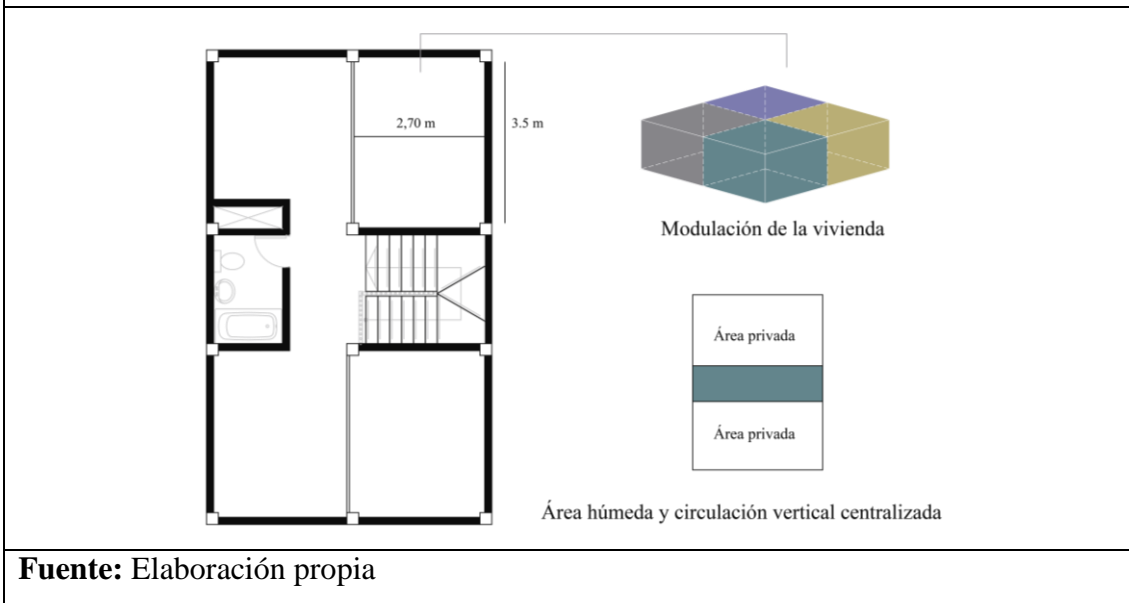 2,70 m
3.5 m
Modulación de la vivienda
Área privada
Área privada
Área húmeda y circulación vertical centralizada
Fuente: Elaboración propia